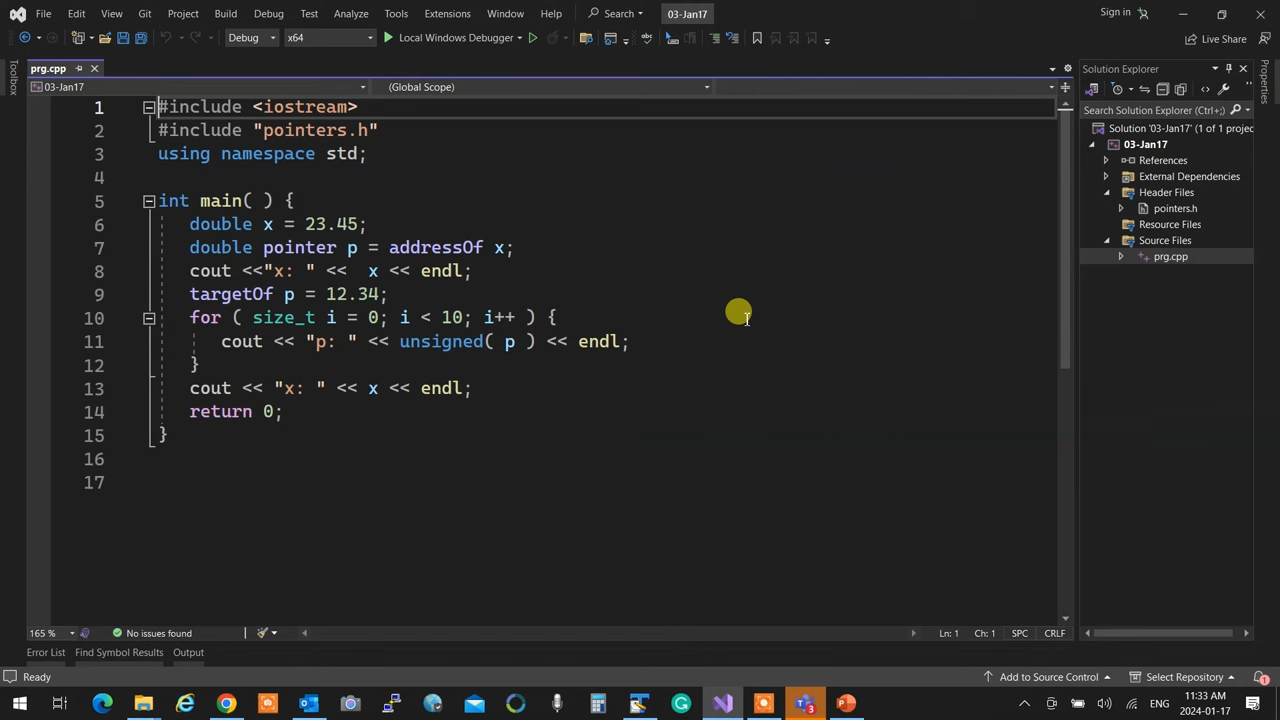 File Edit View Git Project Build Debug Test Analyze Tools Extensions Window Help Search 03-Jan17 Sign in
Debug x64 Local Windows Debugger Live Share
Toolbox
prg.cpp
03-Jan17 (Global Scope)
1 #include <iostream>
2 #include "pointers.h"
3 using namespace std;
4
5 int main( ) {
6 double x = 23.45;
7 double pointer p = addressOf x;
8 cout <<"x: " <<  x << endl;
9 targetOf p = 12.34;
10 for ( size_t i = 0; i < 10; i++ ) {
11 cout << "p: " << unsigned( p ) << endl;
12 }
13 cout << "x: " << x << endl;
14 return 0;
15 }
16
17
165 % No issues found Ln: 1 Ch: 1 SPC CRLF
Solution Explorer
Search Solution Explorer (Ctrl+;)
Solution '03-Jan17' (1 of 1 projec
03-Jan17
References
External Dependencies
Header Files
pointers.h
Resource Files
Source Files
prg.cpp
Properties
Error List Find Symbol Results Output
Ready Add to Source Control Select Repository 1
3 ENG 11:33 AM
2024-01-17